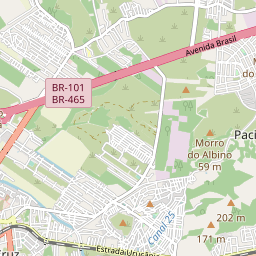 Avenida Brasil
BR-101
BR-465
Morro
do Albino
59 m
Paci
Canal 25
202 m
171 m
Estrada Urucânia
ruz